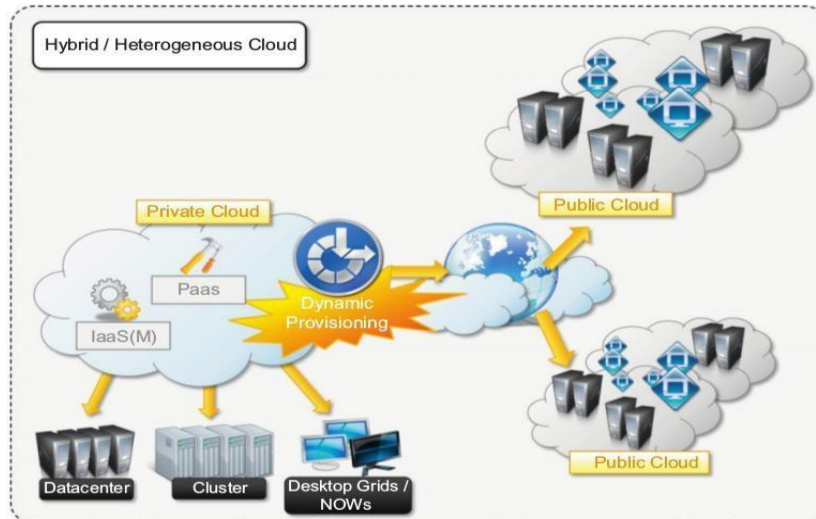 Hybrid / Heterogeneous Cloud
Public Cloud
Private Cloud
Paas
IaaS(M)
Dynamic
Provisioning
Datacenter
Cluster
Desktop Grids /
NOWs
Public Cloud